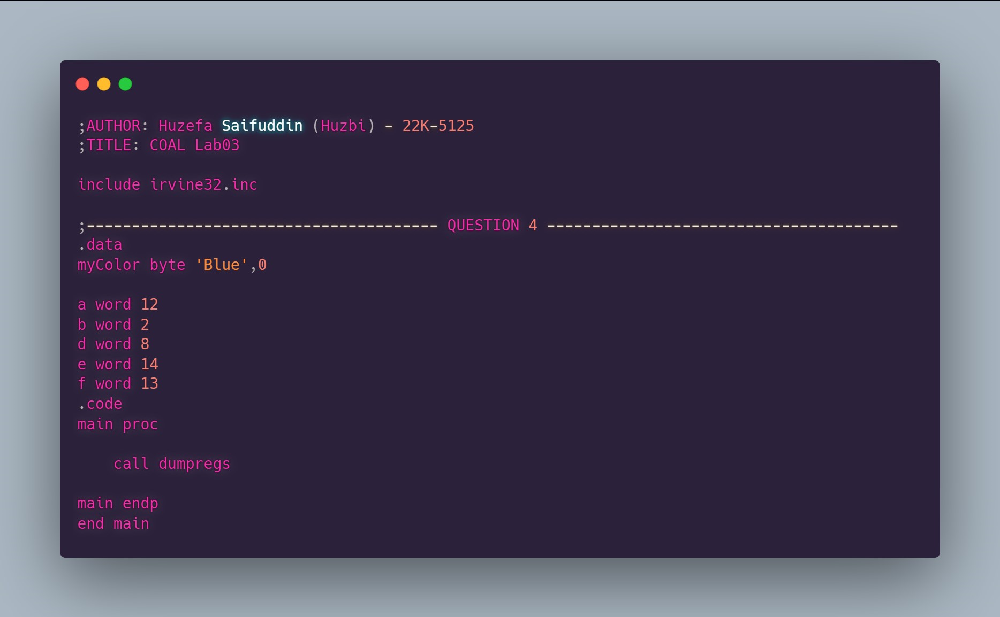 ;AUTHOR: Huzefa Saifuddin (Huzbi) - 22K-5125
;TITLE: COAL Lab03
include irvine32.inc
;--------------------------------------- QUESTION 4 ---------------------------------------
.data
myColor byte 'Blue',0
a word 12
b word 2
d word 8
e word 14
f word 13
.code
main proc
    call dumpregs
main endp
end main